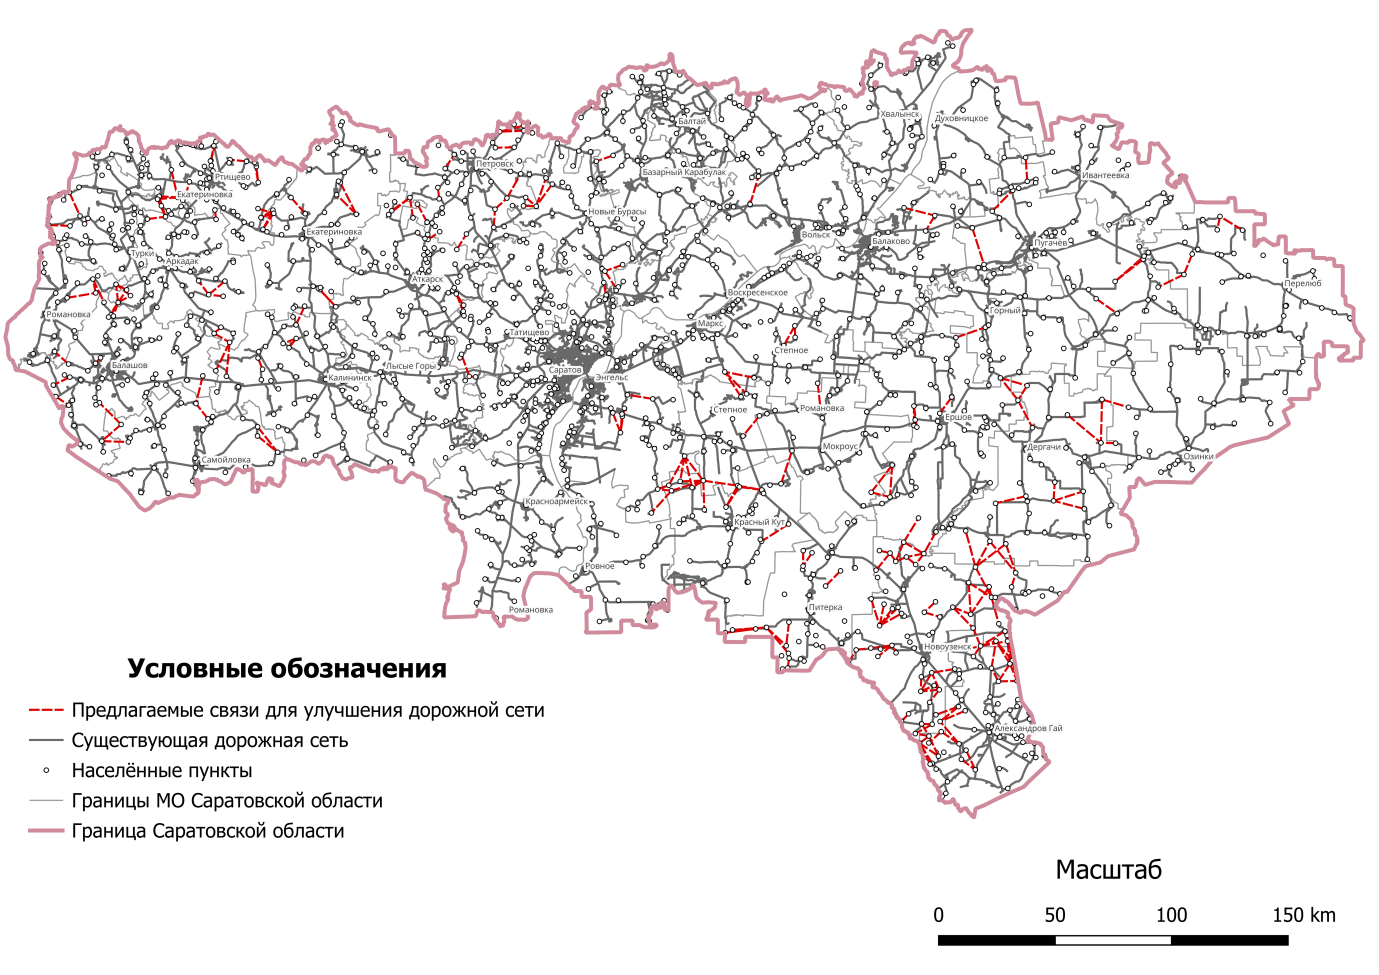 Хвалынск
Духовницкое
Балтай
Петровск
Базарный Карабулак
Ивантеевка
Ртищево
Екатериновка
Новые Бурасы
Екатериновка
Вольск
Балаково
Пугачёв
Турки
Аркадак
Аткарск
Перелюб
Воскресенское
Романовка
Горный
Маркс
Татищево
Степное
Балашов
Лысые Горы
Саратов
Энгельс
Калининск
Степное
Романовка
Ершов
Мокроус
Дергачи
Самойловка
Озинки
Красноармейск
Красный Кут
Ровное
Романовка
Питерка
Новоузенск
Александров Гай
Условные обозначения
Предлагаемые связи для улучшения дорожной сети
Существующая дорожная сеть
Населённые пункты
Границы МО Саратовской области
Граница Саратовской области
Масштаб
0 50 100 150 km